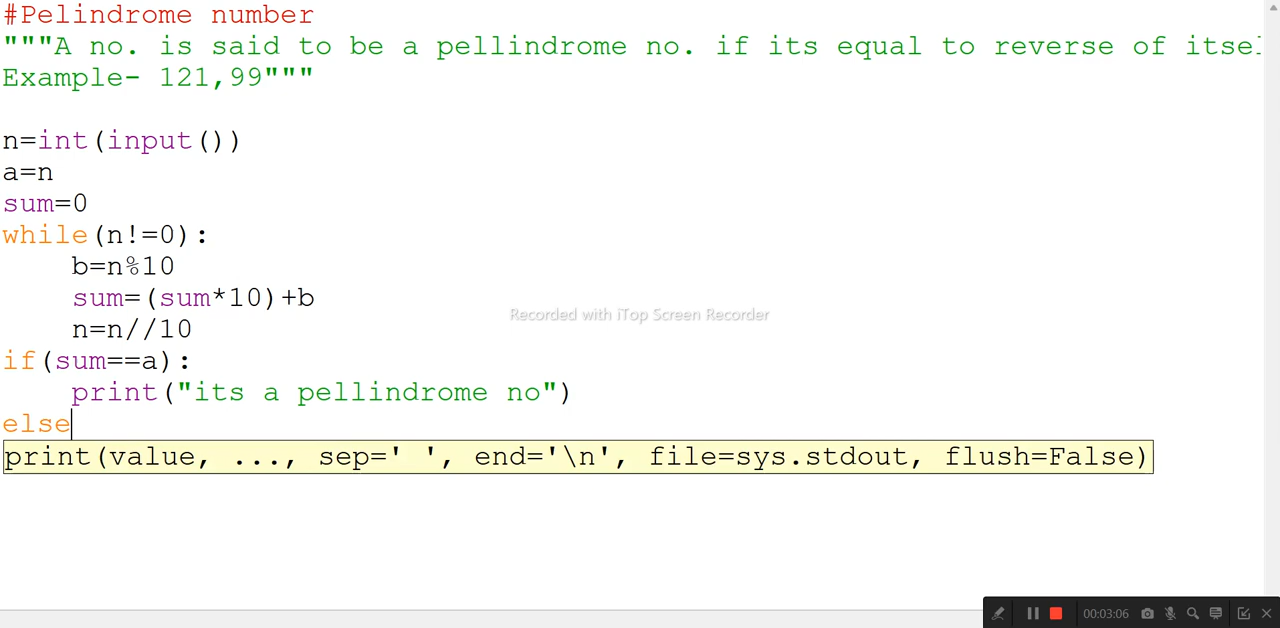 #Pelindrome number
"""A no. is said to be a pellindrome no. if its equal to reverse of
Example- 121,99"""
n=int(input())
a=n
sum=0
while(n!=0):
    b=n%10
    sum=(sum*10)+b
    n=n//10
if(sum==a):
    print("its a pellindrome no")
else
print(value, ..., sep=' ', end='\n', file=sys.stdout, flush=False)
Recorded with iTop Screen Recorder
00:03:06